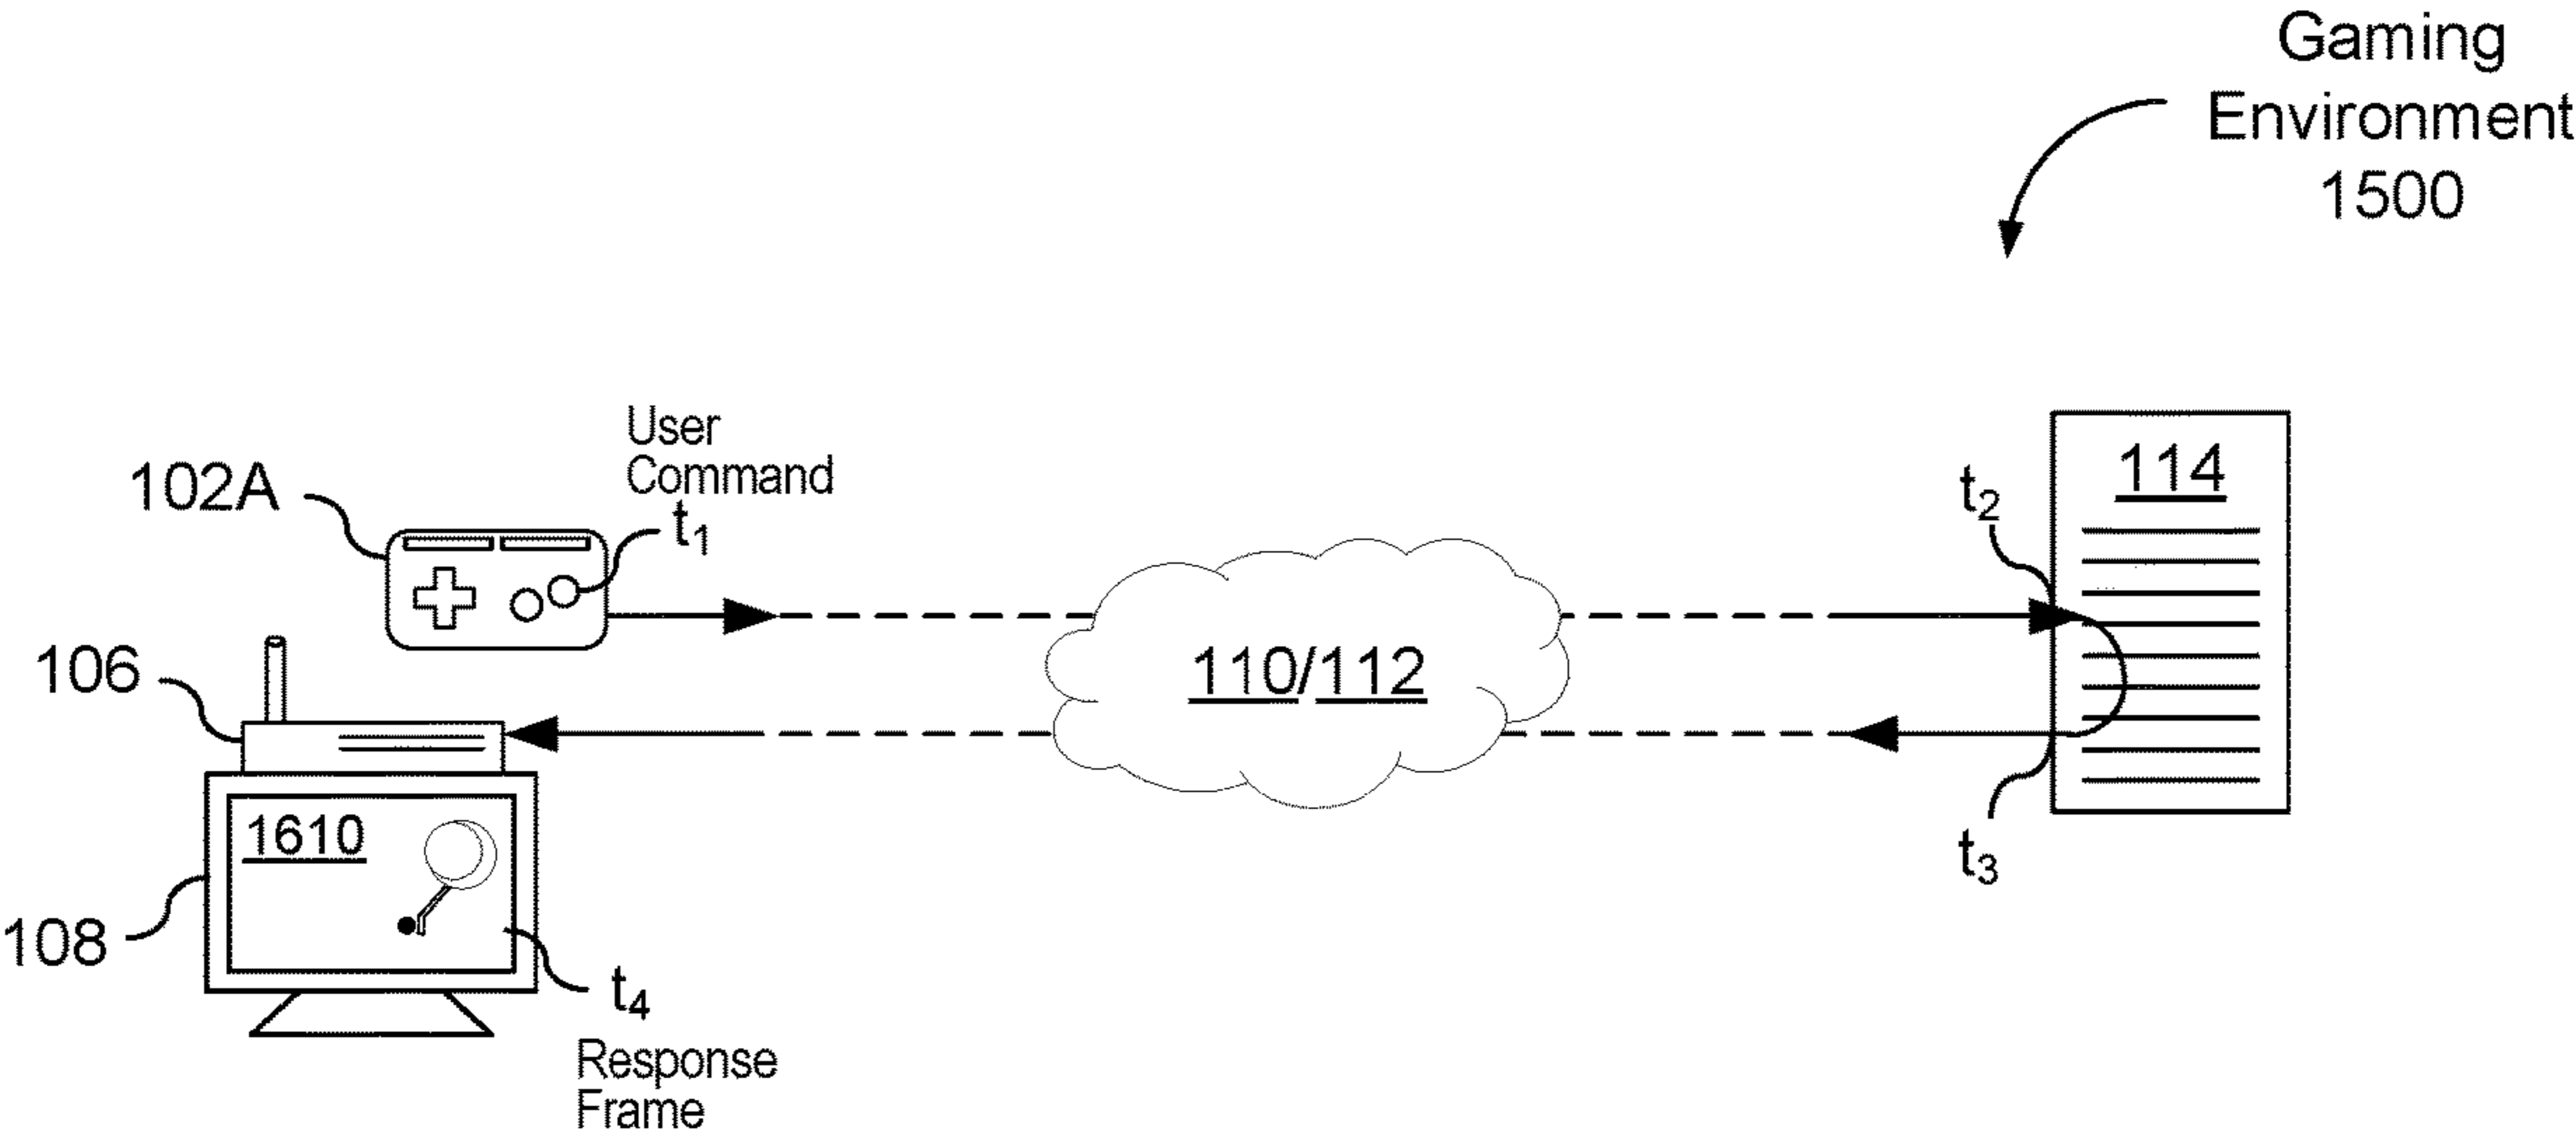 Gaming
Environment
1500
User
Command
102A
t₁
t₂
114
106
110/112
1610
t₃
108
t₄
Response
Frame